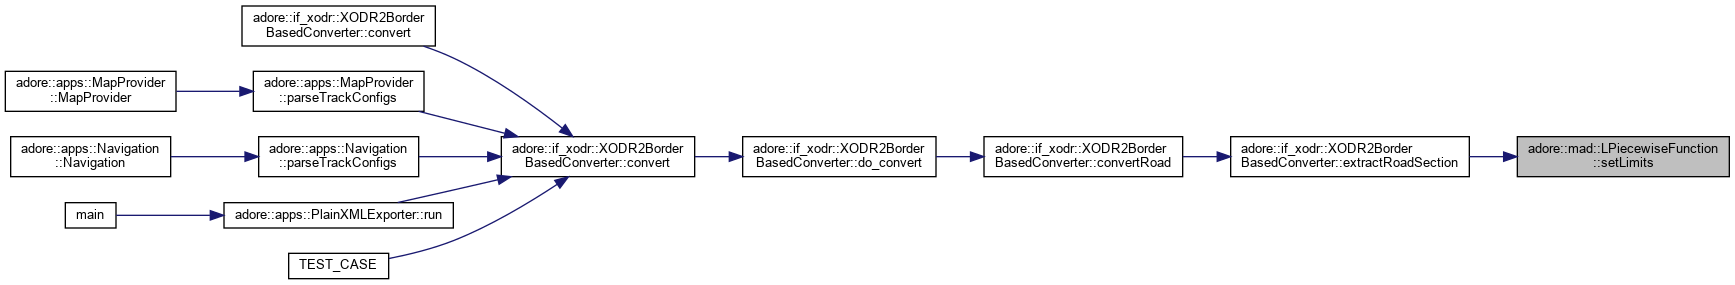 adore::if_xodr::XODR2Border
BasedConverter::convert
adore::apps::MapProvider
::MapProvider
adore::apps::MapProvider
::parseTrackConfigs
adore::apps::Navigation
::Navigation
adore::apps::Navigation
::parseTrackConfigs
adore::if_xodr::XODR2Border
BasedConverter::convert
adore::if_xodr::XODR2Border
BasedConverter::do_convert
adore::if_xodr::XODR2Border
BasedConverter::convertRoad
adore::if_xodr::XODR2Border
BasedConverter::extractRoadSection
adore::mad::LPiecewiseFunction
::setLimits
main
adore::apps::PlainXMLExporter::run
TEST_CASE